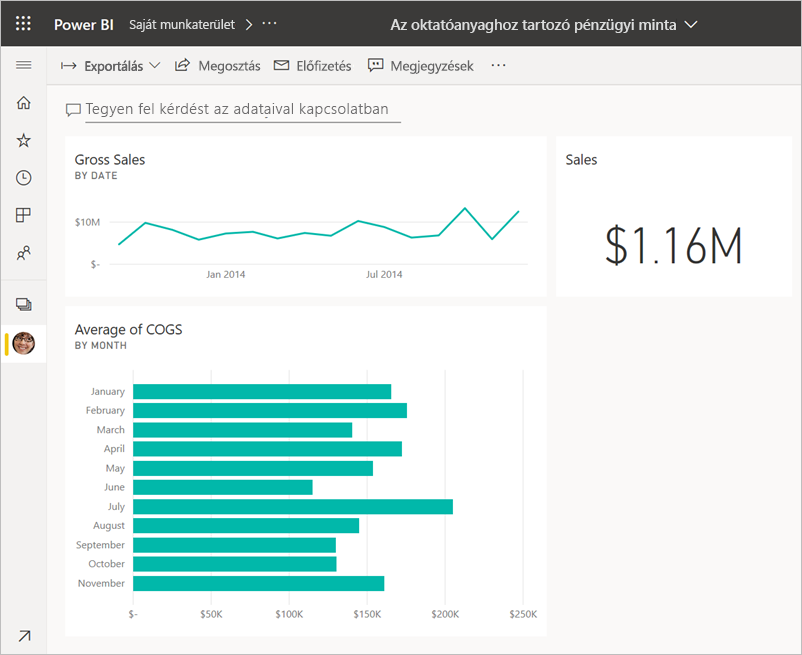 Power BI Saját munkaterület > ··· Az oktatóanyaghoz tartozó pénzügyi minta
Exportálás Megosztás Előfizetés Megjegyzések ···
Tegyen fel kérdést az adataival kapcsolatban
Gross Sales
BY DATE
$10M
$-
Jan 2014 Jul 2014
Sales
$1.16M
Average of COGS
BY MONTH
January
February
March
April
May
June
July
August
September
October
November
$- $50K $100K $150K $200K $250K